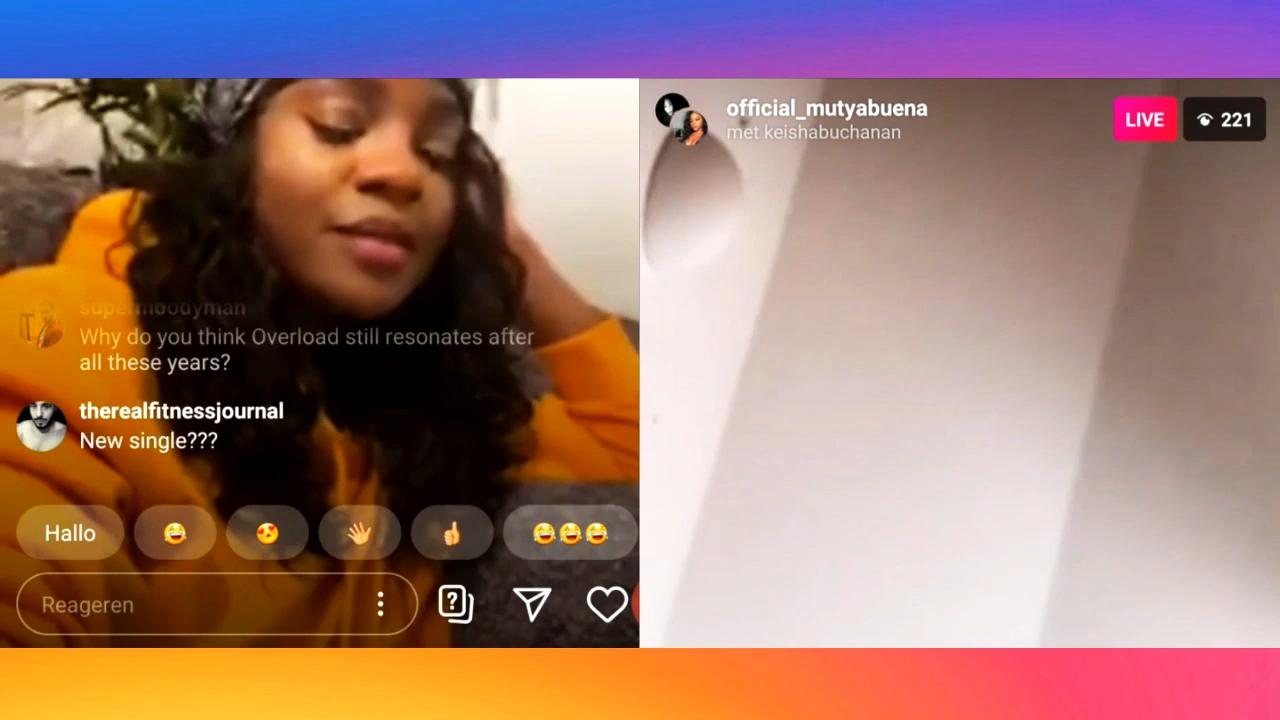 supermoodyman
Why do you think Overload still resonates after
all these years?
therealfitnessjournal
New single???
Hallo
Reageren
official_mutyabuena
met keishabuchanan
LIVE
221